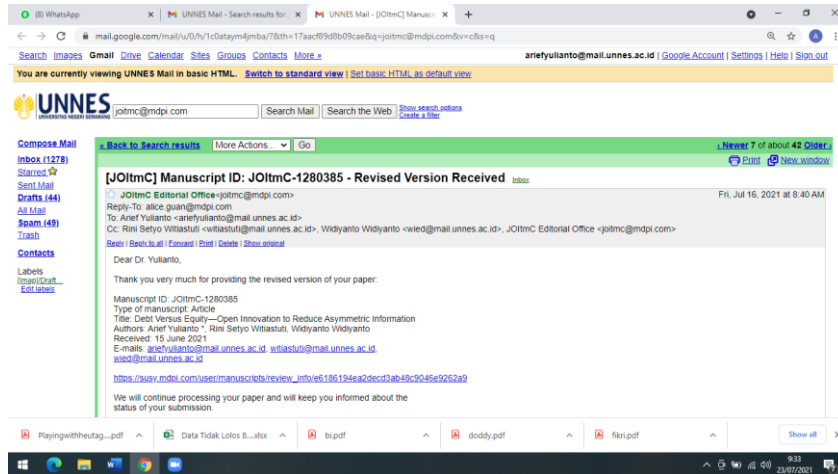 (8) WhatsApp
UNNES Mail - Search results for:
UNNES Mail - [JOItmC] Manuscri
mail.google.com/mail/u/0/h/1c0ataym4jmba/?&th=17aacf89d8b09cae&q=joitmc@mdpi.com&v=c&s=q
Search Images Gmail Drive Calendar Sites Groups Contacts More »
ariefyulianto@mail.unnes.ac.id | Google Account | Settings | Help | Sign out
You are currently viewing UNNES Mail in basic HTML. Switch to standard view | Set basic HTML as default view
UNNES
UNIVERSITAS NEGERI SEMARANG
joitmc@mdpi.com
Search Mail
Search the Web
Show search options
Create a filter
Compose Mail
Inbox (1278)
Starred
Sent Mail
Drafts (44)
All Mail
Spam (49)
Trash
Contacts
Labels
[Imap]/Draft...
Edit labels
« Back to Search results
More Actions...
Go
‹ Newer 7 of about 42 Older ›
Print New window
[JOItmC] Manuscript ID: JOItmC-1280385 - Revised Version Received Inbox
JOItmC Editorial Office<joitmc@mdpi.com>
Fri, Jul 16, 2021 at 8:40 AM
Reply-To: alice.guan@mdpi.com
To: Arief Yulianto <ariefyulianto@mail.unnes.ac.id>
Cc: Rini Setyo Witiastuti <witiastuti@mail.unnes.ac.id>, Widiyanto Widiyanto <wied@mail.unnes.ac.id>, JOItmC Editorial Office <joitmc@mdpi.com>
Reply | Reply to all | Forward | Print | Delete | Show original
Dear Dr. Yulianto,
Thank you very much for providing the revised version of your paper:
Manuscript ID: JOItmC-1280385
Type of manuscript: Article
Title: Debt Versus Equity—Open Innovation to Reduce Asymmetric Information
Authors: Arief Yulianto *, Rini Setyo Witiastuti, Widiyanto Widiyanto
Received: 15 June 2021
E-mails: ariefyulianto@mail.unnes.ac.id, witiastuti@mail.unnes.ac.id,
wied@mail.unnes.ac.id
https://susy.mdpi.com/user/manuscripts/review_info/e6186194ea2decd3ab48c9046e9262a9
We will continue processing your paper and will keep you informed about the
status of your submission.
Playingwithheutag....pdf
Data Tidak Lolos B....xlsx
bi.pdf
doddy.pdf
fikri.pdf
Show all
9:33
23/07/2021